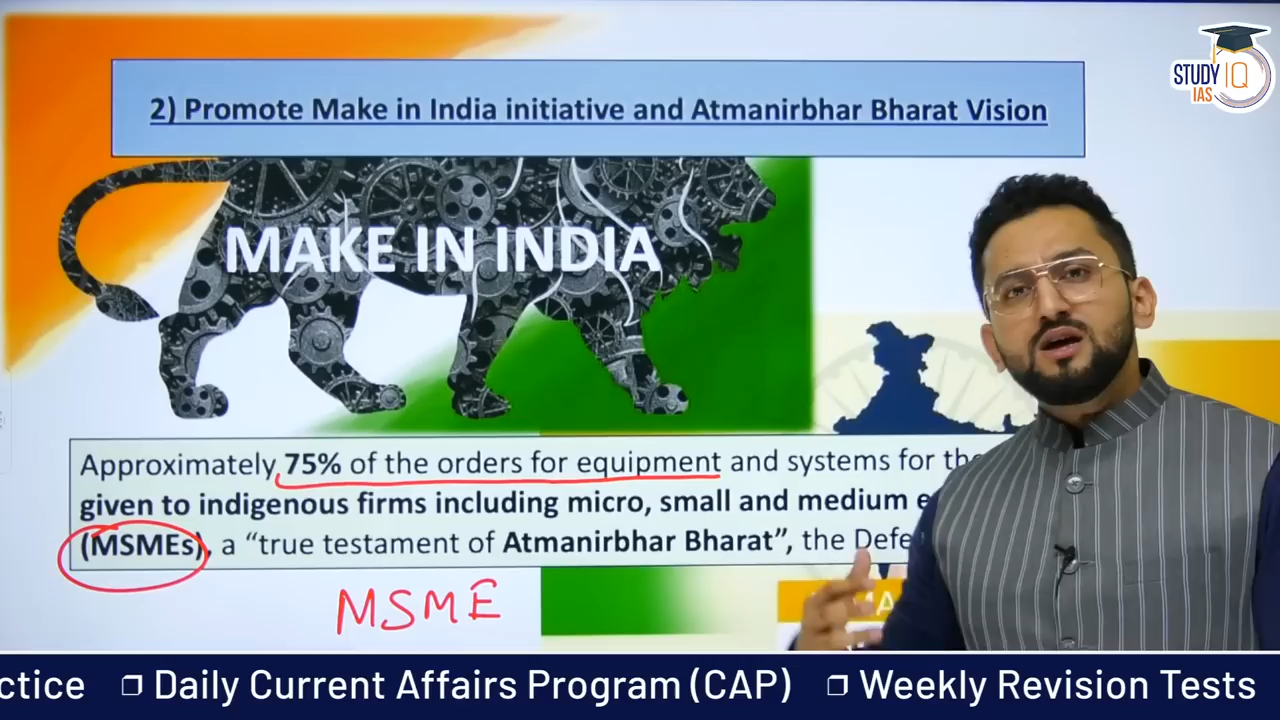 STUDY IQ
IAS
2) Promote Make in India initiative and Atmanirbhar Bharat Vision
MAKE IN INDIA
Approximately 75% of the orders for equipment and systems for the
given to indigenous firms including micro, small and medium e
(MSMEs), a “true testament of Atmanirbhar Bharat”, the Defe
MA
MSME
ctice ❐ Daily Current Affairs Program (CAP) ❐ Weekly Revision Tests